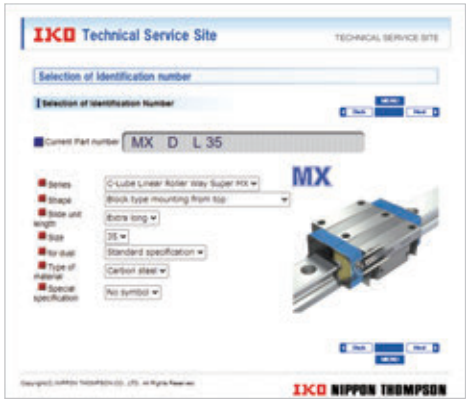 IKO Technical Service Site
TECHNICAL SERVICE SITE
Selection of Identification number
Selection of Identification Number
MENU
Back
Next
Current Part number
MX D L 35
MX
Series
C-Lube Linear Roller Way Super MX
Shape
Block type mounting from top
Slide unit length
Extra long
Size
35
for dust
Standard specification
Type of material
Carbon steel
Special specification
No symbol
Back
Next
MENU
IKO NIPPON THOMPSON